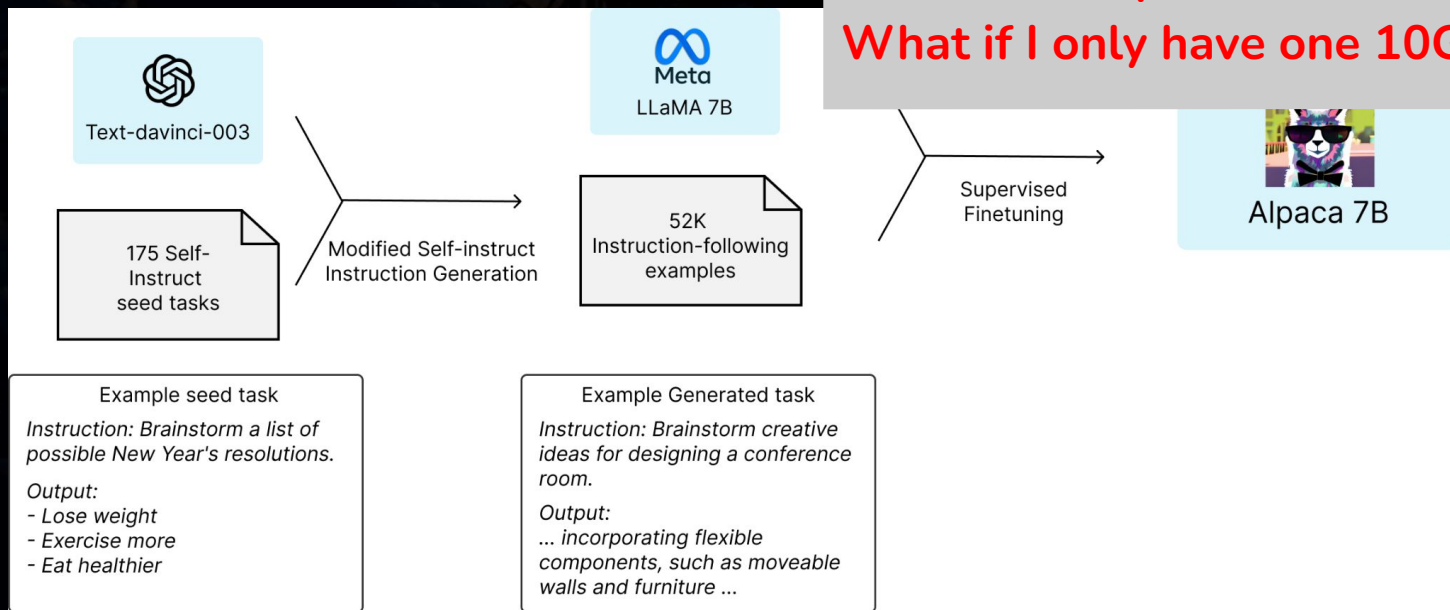 What if I only have one 10
Text-davinci-003
175 Self-
Instruct
seed tasks
Modified Self-instruct
Instruction Generation
Meta
LLaMA 7B
52K
Instruction-following
examples
Supervised
Finetuning
Alpaca 7B
Example seed task
Instruction: Brainstorm a list of
possible New Year's resolutions.
Output:
- Lose weight
- Exercise more
- Eat healthier
Example Generated task
Instruction: Brainstorm creative
ideas for designing a conference
room.
Output:
... incorporating flexible
components, such as moveable
walls and furniture ...